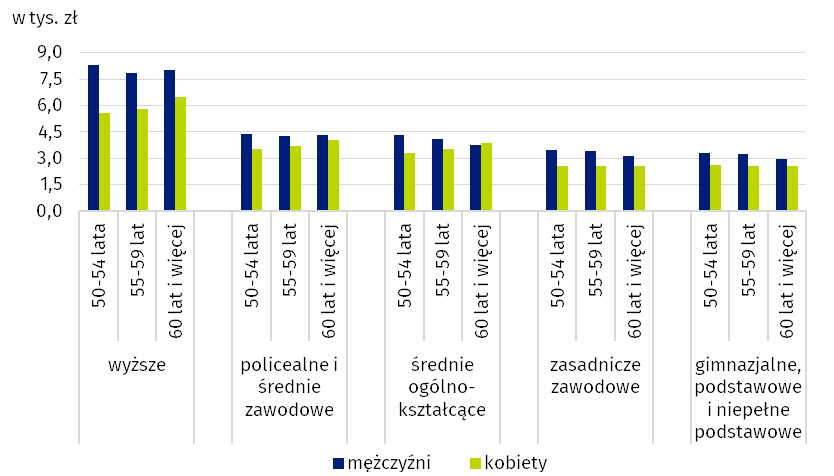 w tys. zł
9,0
7,5
6,0
4,5
3,0
1,5
0,0
50-54 lata
55-59 lat
60 lat i więcej
50-54 lata
55-59 lat
60 lat i więcej
50-54 lata
55-59 lat
60 lat i więcej
50-54 lata
55-59 lat
60 lat i więcej
50-54 lata
55-59 lat
60 lat i więcej
wyższe
policealne i
średnie
zawodowe
średnie
ogólno-
kształcące
zasadnicze
zawodowe
gimnazjalne,
podstawowe
i niepełne
podstawowe
mężczyźni
kobiety